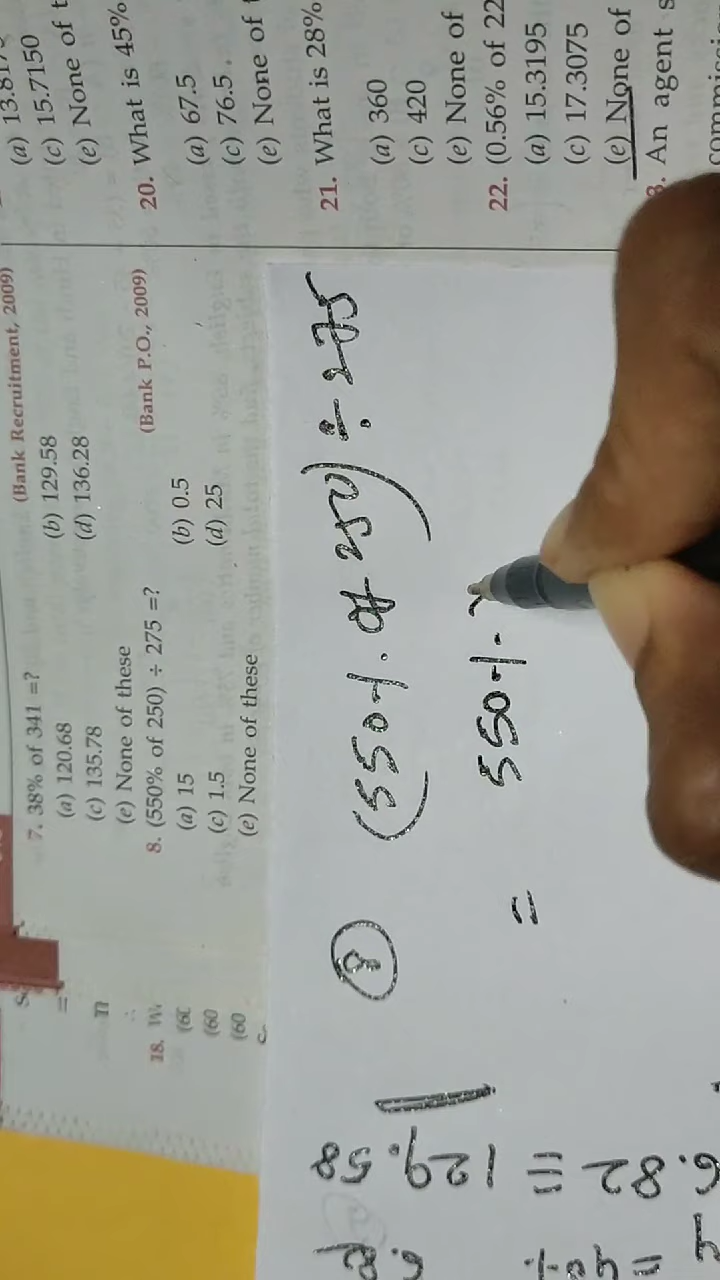 (Bank Recruitment, 2009)
7. 38% of 341 =?
(a) 120.68 (b) 129.58
(c) 135.78 (d) 136.28
(e) None of these
(Bank P.O., 2009)
8. (550% of 250) ÷ 275 =?
(a) 15 (b) 0.5
(c) 1.5 (d) 25
(e) None of these
18.
(60
(60
(c) 15.7150
(e) None of t
20. What is 45%
(a) 67.5
(c) 76.5
(e) None of
21. What is 28%
(a) 360
(c) 420
(e) None of
22. (0.56% of 22
(a) 15.3195
(c) 17.3075
(e) None of
An agent s
8 (550% of 250) ÷ 275
= 550%
129.58